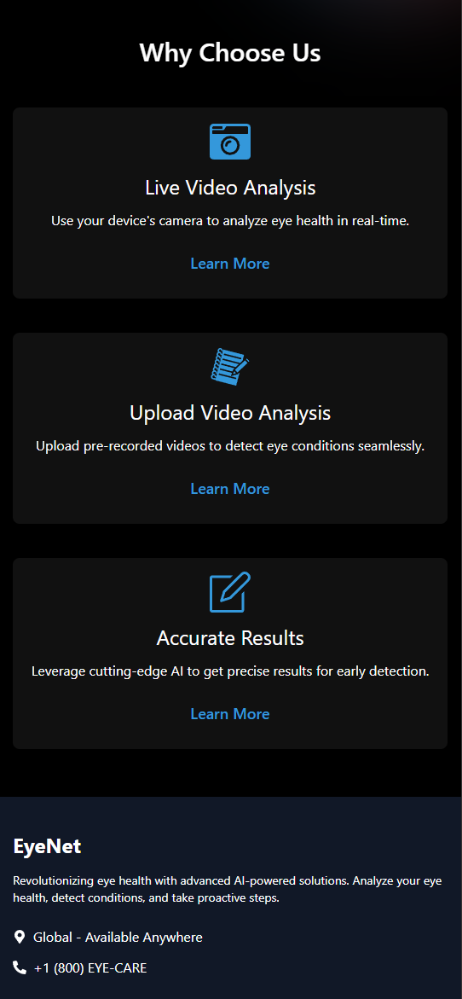 Why Choose Us
Live Video Analysis
Use your device's camera to analyze eye health in real-time.
Learn More
Upload Video Analysis
Upload pre-recorded videos to detect eye conditions seamlessly.
Learn More
Accurate Results
Leverage cutting-edge AI to get precise results for early detection.
Learn More
EyeNet
Revolutionizing eye health with advanced AI-powered solutions. Analyze your eye
health, detect conditions, and take proactive steps.
Global - Available Anywhere
+1 (800) EYE-CARE